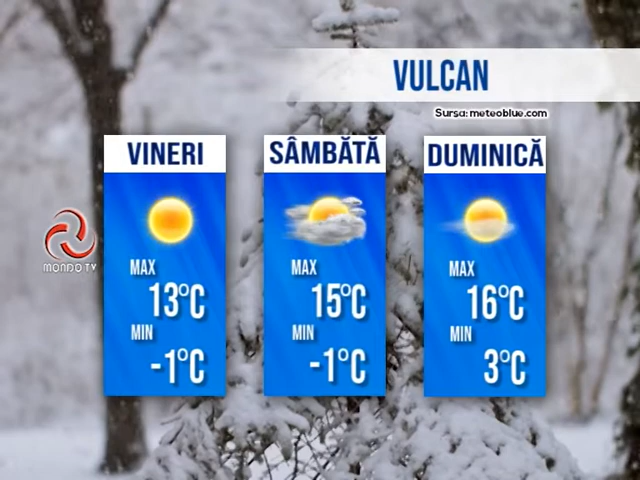 VULCAN
Sursa: meteoblue.com
VINERI
SÂMBĂTĂ
DUMINICĂ
MAX
13°C
MIN
-1°C
MAX
15°C
MIN
-1°C
MAX
16°C
MIN
3°C
MONDO TV